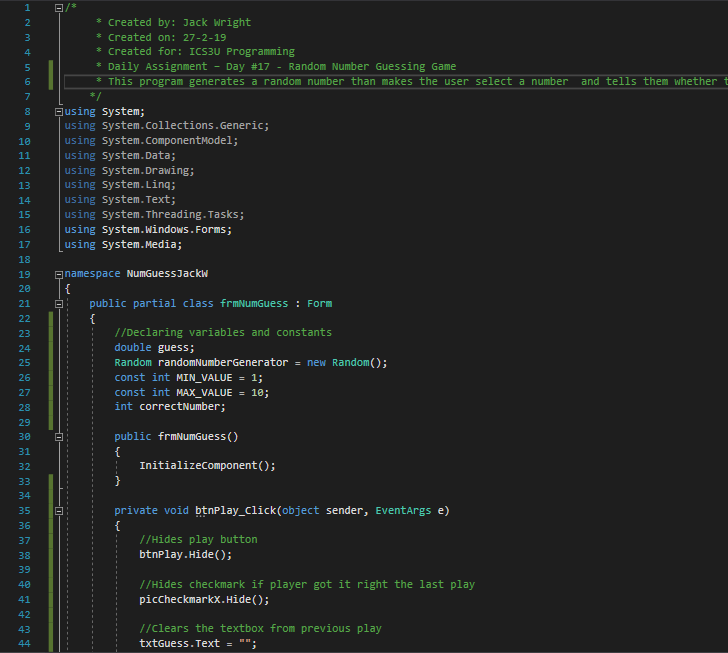 1 /*
2 * Created by: Jack Wright
3 * Created on: 27-2-19
4 * Created for: ICS3U Programming
5 * Daily Assignment – Day #17 - Random Number Guessing Game
6 * This program generates a random number than makes the user select a number  and tells them whether t
7 */
8 using System;
9 using System.Collections.Generic;
10 using System.ComponentModel;
11 using System.Data;
12 using System.Drawing;
13 using System.Linq;
14 using System.Text;
15 using System.Threading.Tasks;
16 using System.Windows.Forms;
17 using System.Media;
18
19 namespace NumGuessJackW
20 {
21 public partial class frmNumGuess : Form
22 {
23 //Declaring variables and constants
24 double guess;
25 Random randomNumberGenerator = new Random();
26 const int MIN_VALUE = 1;
27 const int MAX_VALUE = 10;
28 int correctNumber;
29
30 public frmNumGuess()
31 {
32 InitializeComponent();
33 }
34
35 private void btnPlay_Click(object sender, EventArgs e)
36 {
37 //Hides play button
38 btnPlay.Hide();
39
40 //Hides checkmark if player got it right the last play
41 picCheckmarkX.Hide();
42
43 //Clears the textbox from previous play
44 txtGuess.Text = "";